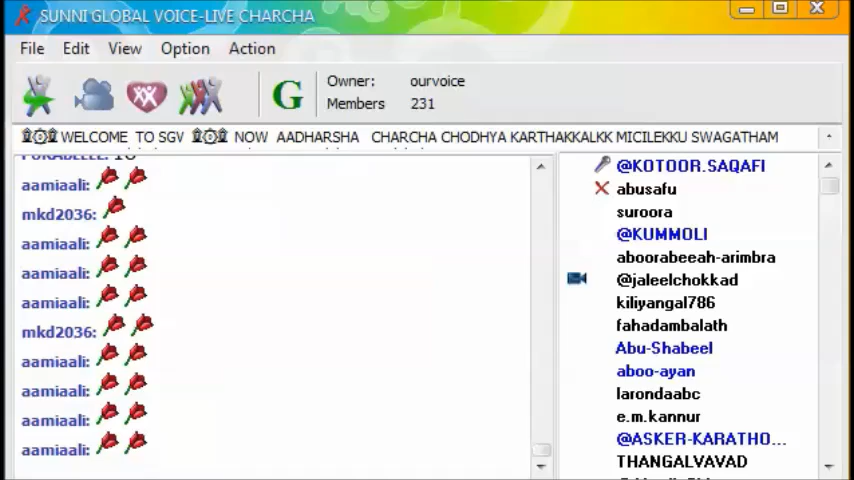 SUNNI GLOBAL VOICE-LIVE CHARCHA
File Edit View Option Action
G
Owner: ourvoice
Members 231
WELCOME TO SGV NOW AADHARSHA CHARCHA CHODHYA KARTHAKKALKK MICILEKKU SWAGATHAM
aamiaali:
mkd2036:
aamiaali:
aamiaali:
aamiaali:
mkd2036:
aamiaali:
aamiaali:
aamiaali:
aamiaali:
@KOTOOR.SAQAFI
abusafu
suroora
@KUMMOLI
aboorabeeah-arimbra
@jaleelchokkad
kiliyangal786
fahadambalath
Abu-Shabeel
aboo-ayan
larondaabc
e.m.kannur
@ASKER-KARATHO...
THANGALVAVAD